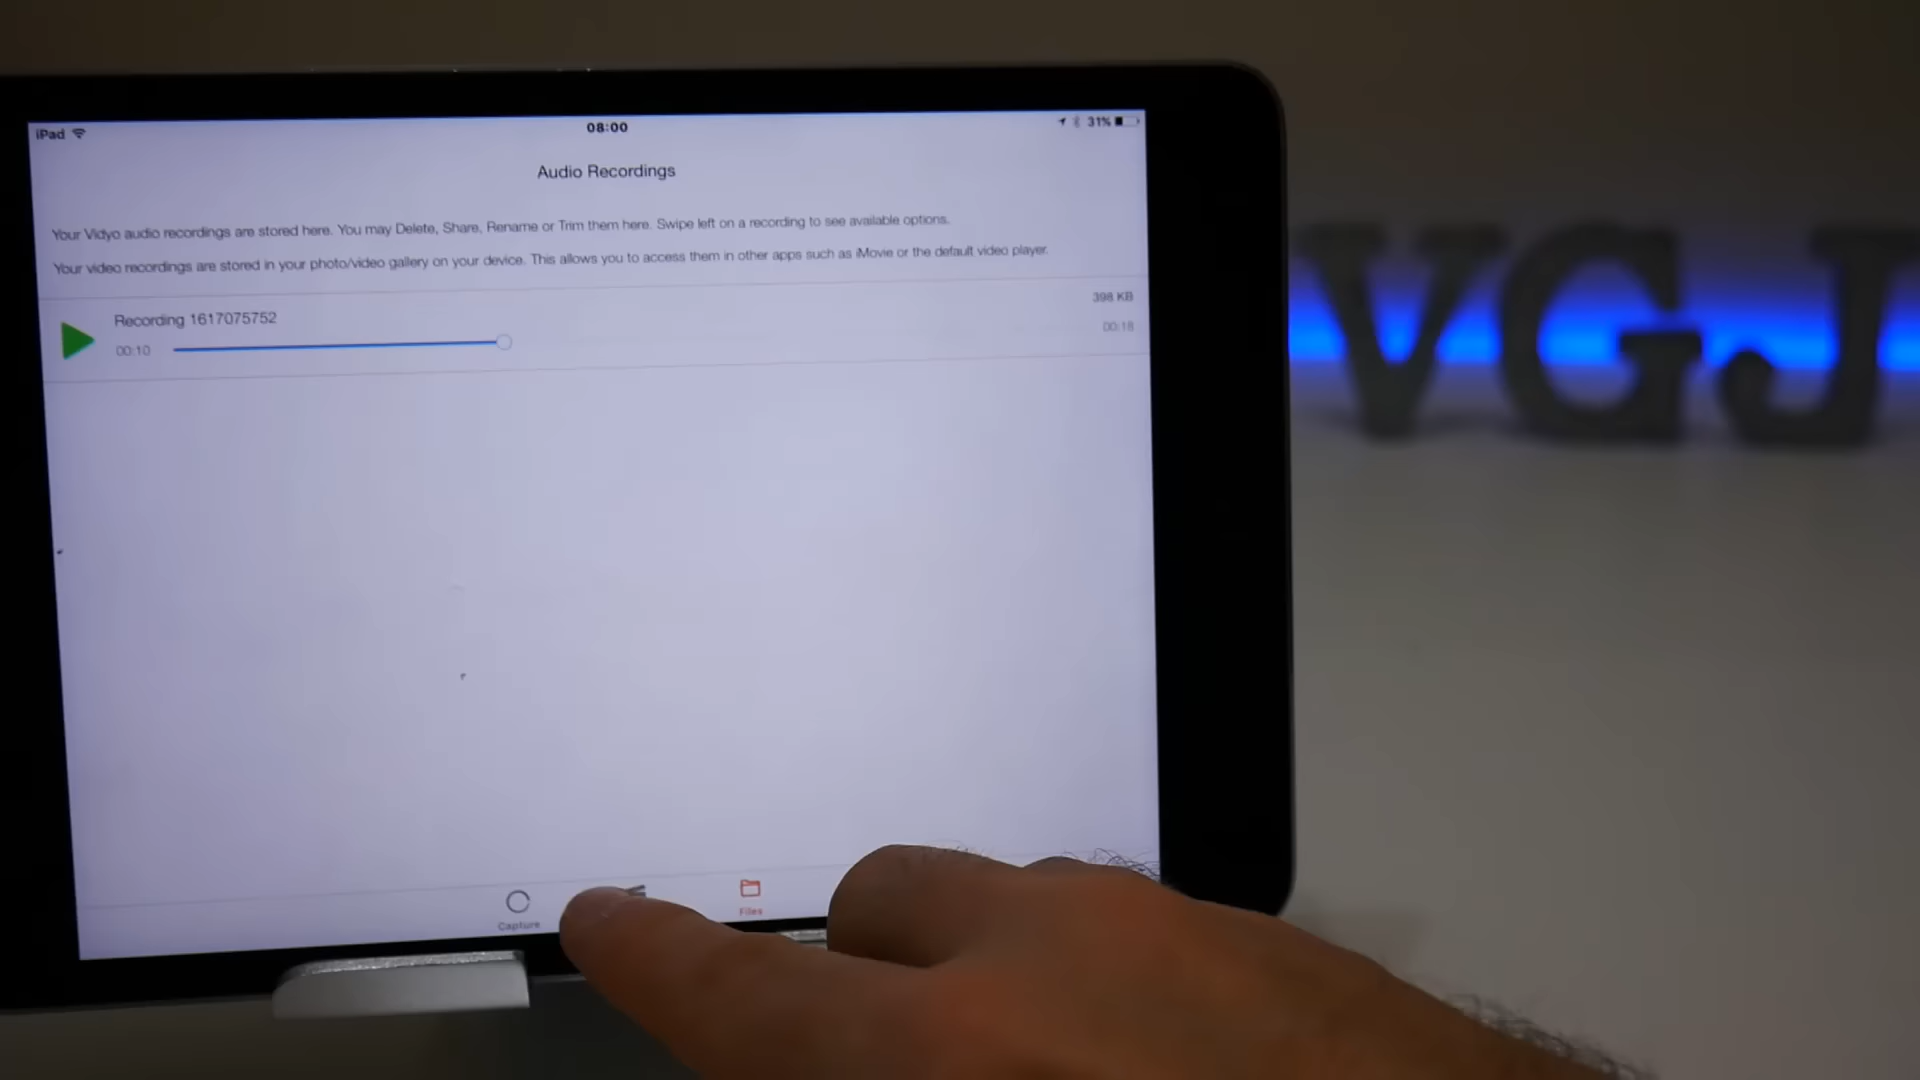 iPad
08:00
31%
Audio Recordings
Your Vidyo audio recordings are stored here. You may Delete, Share, Rename or Trim them here. Swipe left on a recording to see available options.
Your video recordings are stored in your photo/video gallery on your device. This allows you to access them in other apps such as iMovie or the default video player.
Recording 1617075752
398 KB
00:10
00:18
Capture
Files
VGJ